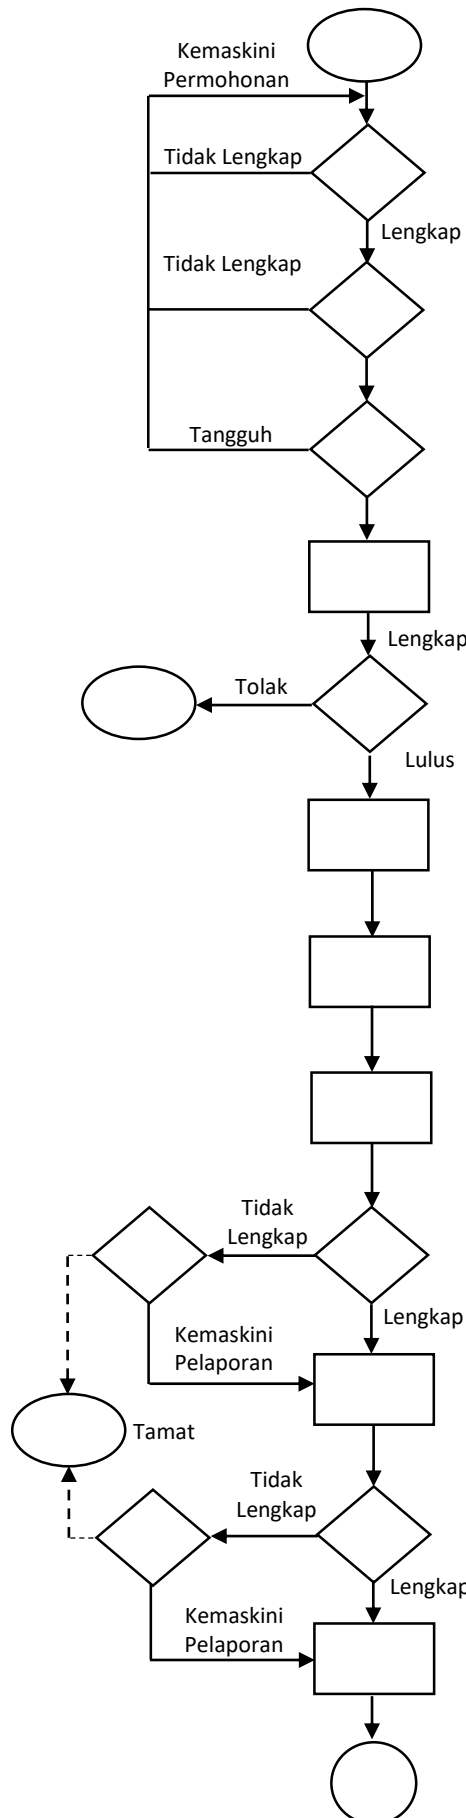 Kemaskini
Permohonan
Tidak Lengkap
Lengkap
Tidak Lengkap
Tangguh
Lengkap
Tolak
Lulus
Tidak
Lengkap
Lengkap
Kemaskini
Pelaporan
Tamat
Tidak
Lengkap
Lengkap
Kemaskini
Pelaporan